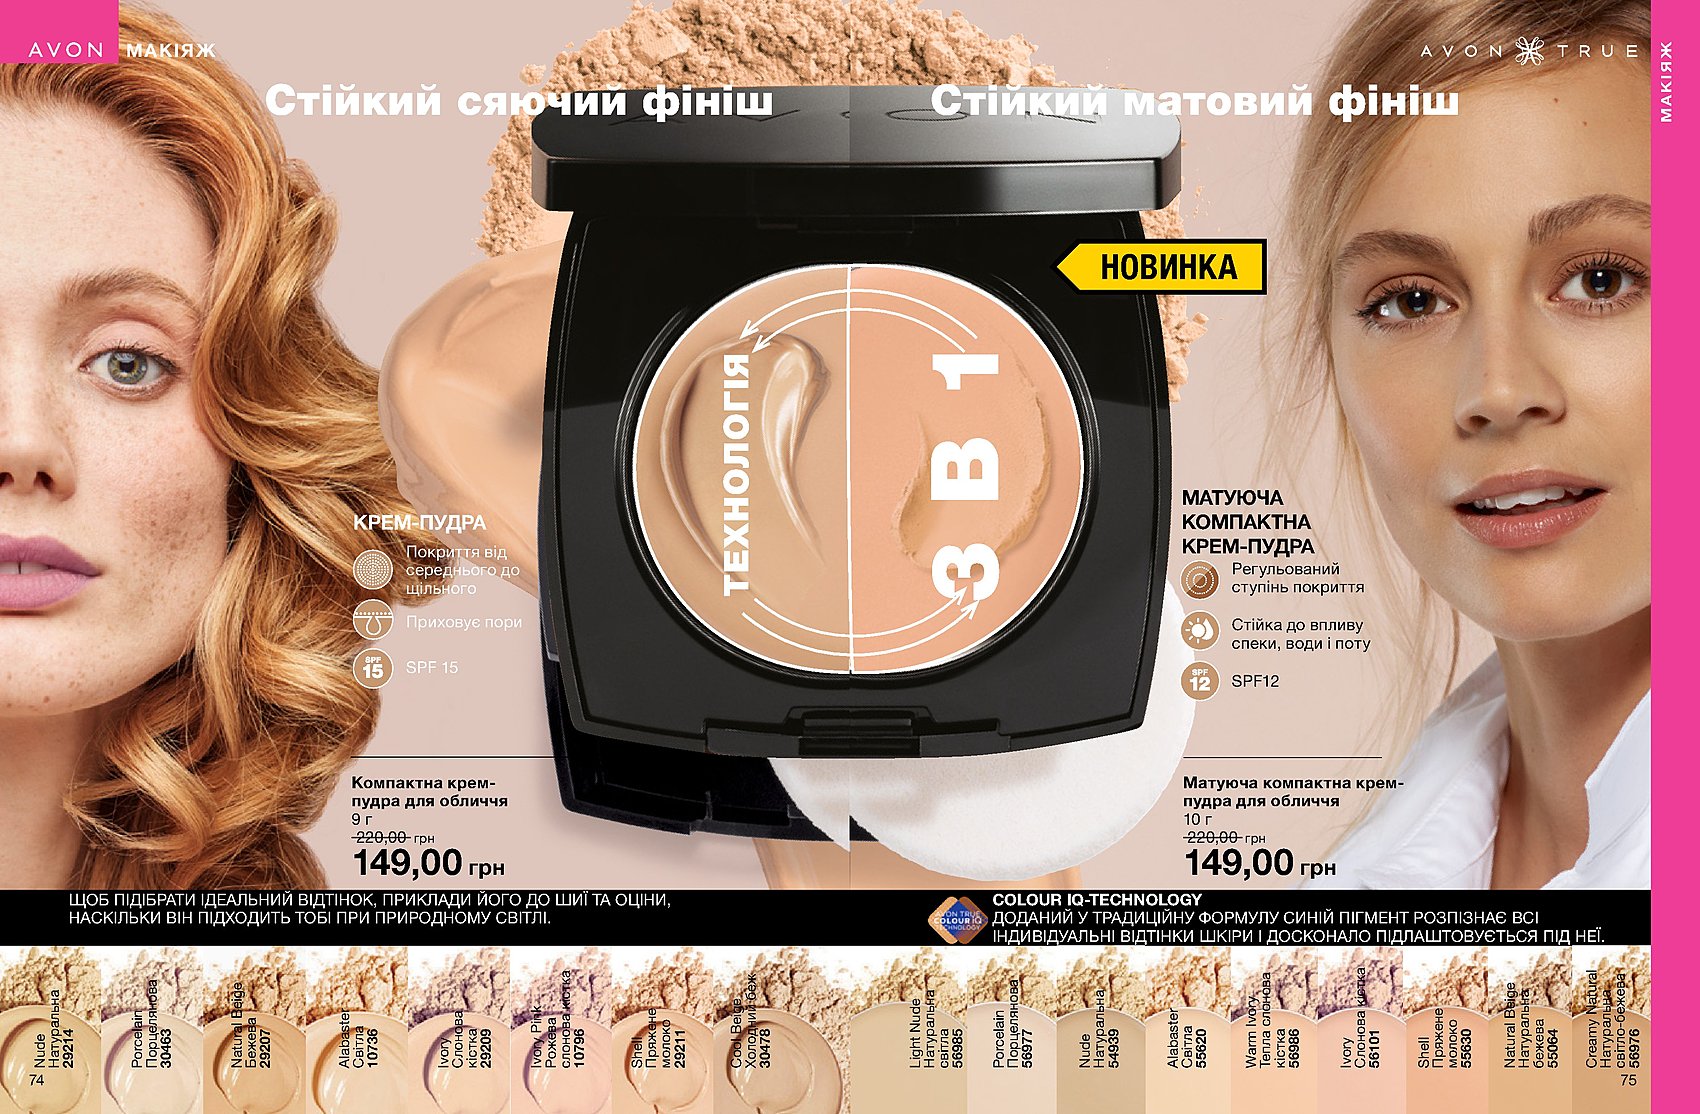 AVON МАКІЯЖ
AVON TRUE
МАКІЯЖ
Стійкий сяючий фініш
Стійкий матовий фініш
НОВИНКА
ТЕХНОЛОГІЯ
3 В 1
КРЕМ-ПУДРА
Покриття від
середнього до
щільного
Приховує пори
SPF
15
SPF 15
МАТУЮЧА
КОМПАКТНА
КРЕМ-ПУДРА
Регульований
ступінь покриття
Стійка до впливу
спеки, води і поту
SPF
12
SPF12
Компактна крем-
пудра для обличчя
9 г
220,00 грн
149,00 грн
Матуюча компактна крем-
пудра для обличчя
10 г
220,00 грн
149,00 грн
ЩОБ ПІДІБРАТИ ІДЕАЛЬНИЙ ВІДТІНОК, ПРИКЛАДИ ЙОГО ДО ШИЇ ТА ОЦІНИ,
НАСКІЛЬКИ ВІН ПІДХОДИТЬ ТОБІ ПРИ ПРИРОДНОМУ СВІТЛІ.
AVON TRUE
COLOUR IQ
TECHNOLOGY
COLOUR IQ-TECHNOLOGY
ДОДАНИЙ У ТРАДИЦІЙНУ ФОРМУЛУ СИНІЙ ПІГМЕНТ РОЗПІЗНАЄ ВСІ
ІНДИВІДУАЛЬНІ ВІДТІНКИ ШКІРИ І ДОСКОНАЛО ПІДЛАШТОВУЄТЬСЯ ПІД НЕЇ.
Nude
Натуральна
29214
Porcelain
Порцелянова
30463
Natural Beige
Бежева
29207
Alabaster
Світла
10736
Ivory
Слонова
кістка
29209
Ivory Pink
Рожева
слонова кістка
10796
Shell
Пряжене
молоко
29211
Cool Beige
Холодний беж
30478
Light Nude
Натуральна
світла
56985
Porcelain
Порцелянова
56977
Nude
Натуральна
54939
Alabaster
Світла
55620
Warm Ivory
Тепла слонова
кістка
56986
Ivory
Слонова кістка
56101
Shell
Пряжене
молоко
55630
Natural Beige
Натуральна
бежева
55064
Creamy Natural
Натуральна
світло-бежева
56976
74
75